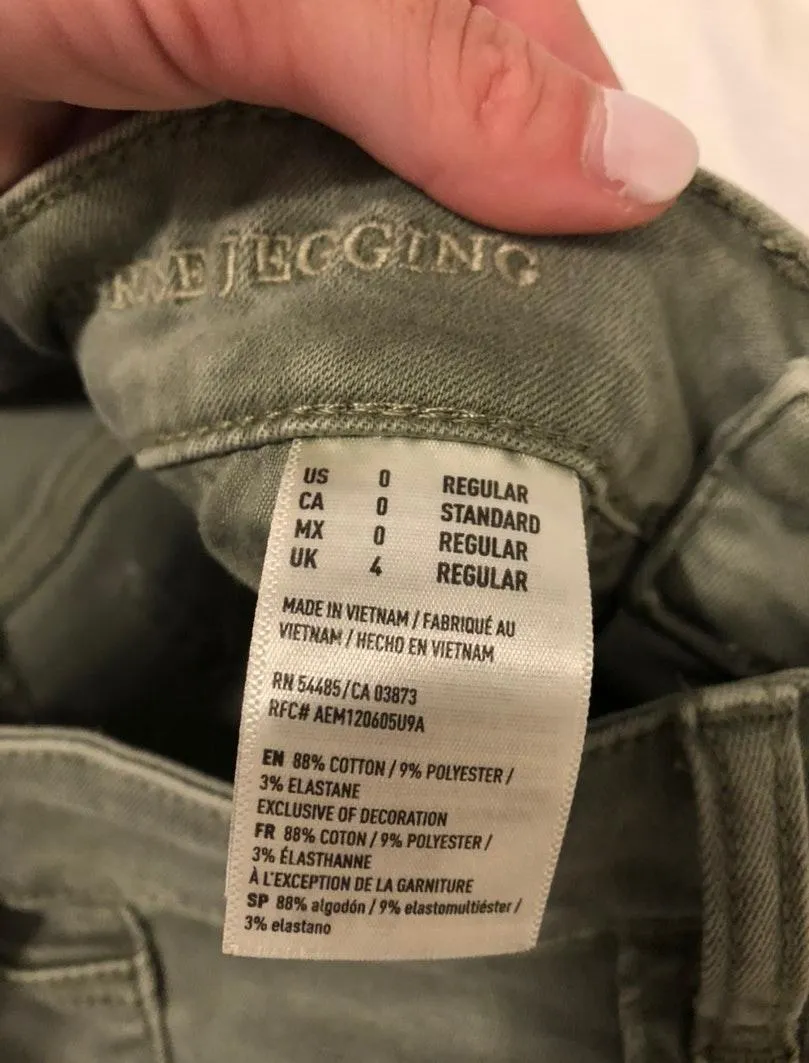 JEGGING
US 0 REGULAR
CA 0 STANDARD
MX 0 REGULAR
UK 4 REGULAR
MADE IN VIETNAM / FABRIQUÉ AU
VIETNAM / HECHO EN VIETNAM
RN 54485/CA 03873
RFC# AEM120605U9A
EN 88% COTTON / 9% POLYESTER /
3% ELASTANE
EXCLUSIVE OF DECORATION
FR 88% COTON / 9% POLYESTER /
3% ÉLASTHANNE
À L'EXCEPTION DE LA GARNITURE
SP 88% algodón / 9% elastomultiéster /
3% elastano